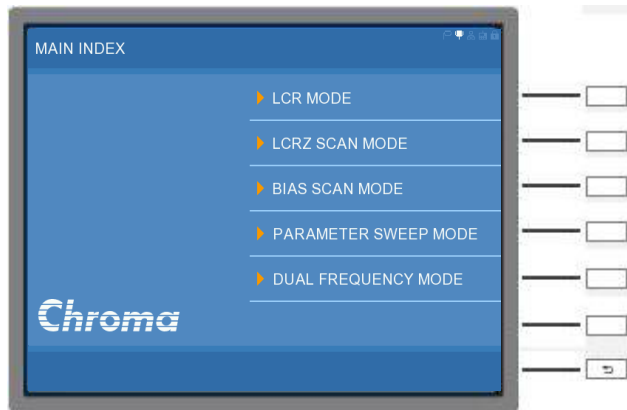 MAIN INDEX
LCR MODE
LCRZ SCAN MODE
BIAS SCAN MODE
PARAMETER SWEEP MODE
DUAL FREQUENCY MODE
Chroma